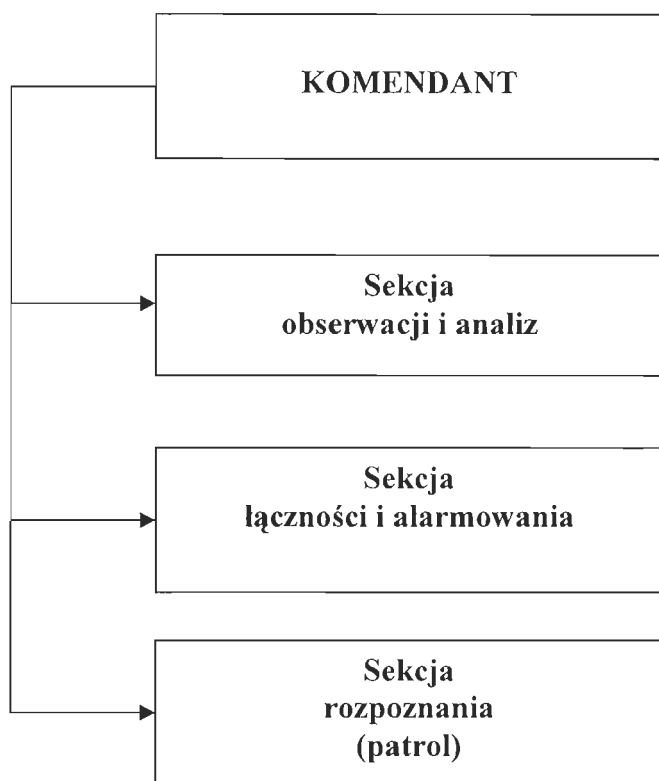 KOMENDANT
Sekcja
obserwacji i analiz
Sekcja
łączności i alarmowania
Sekcja
rozpoznania
(patrol)